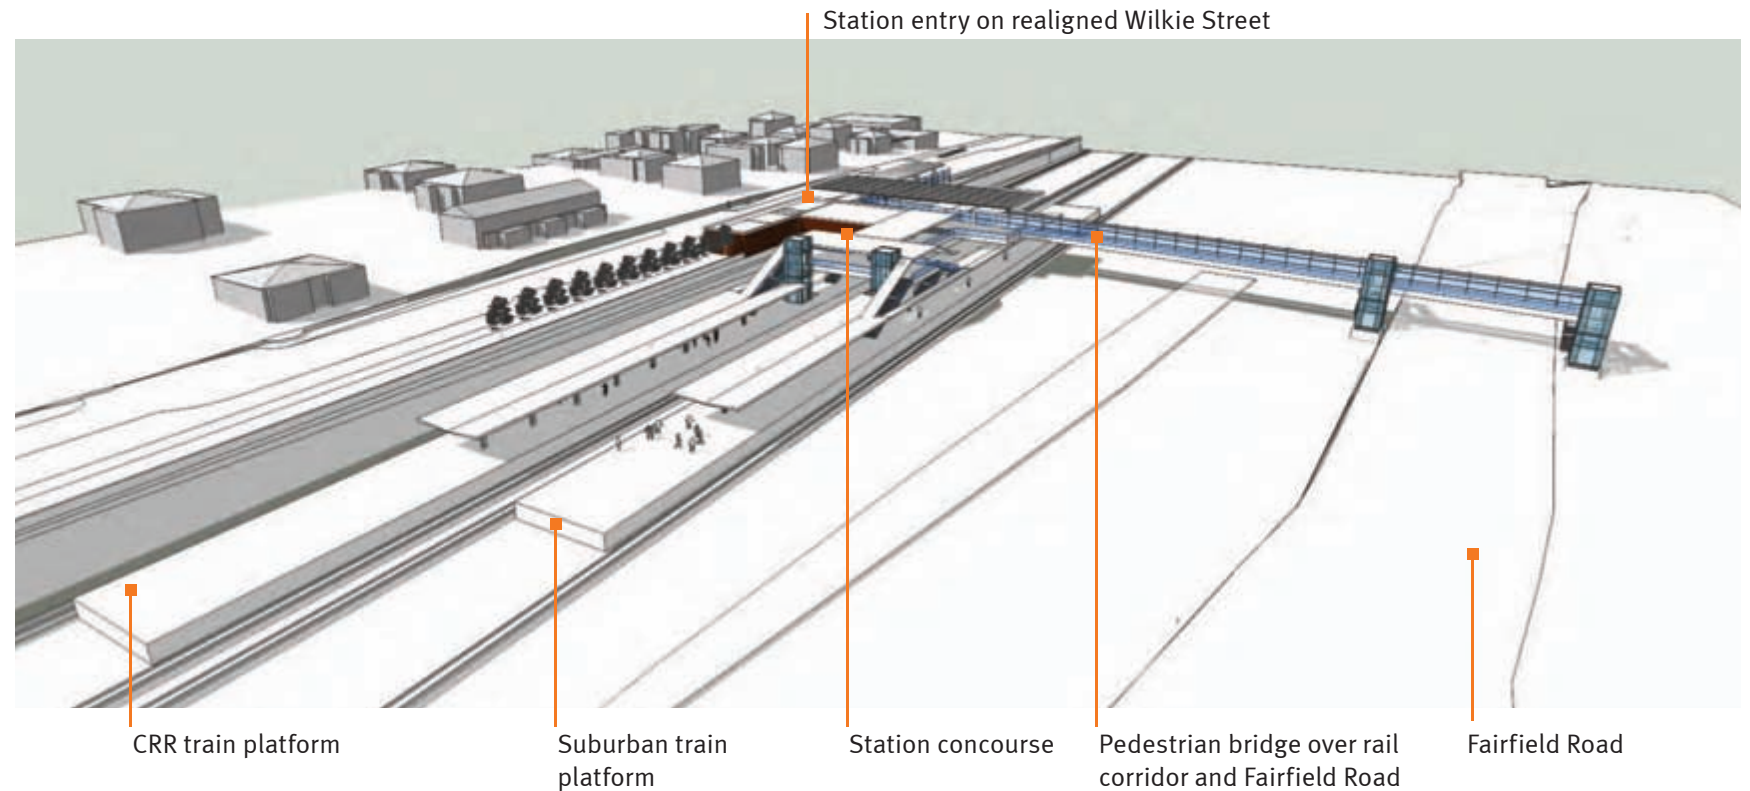 Station entry on realigned Wilkie Street
CRR train platform
Suburban train
platform
Station concourse
Pedestrian bridge over rail
corridor and Fairfield Road
Fairfield Road